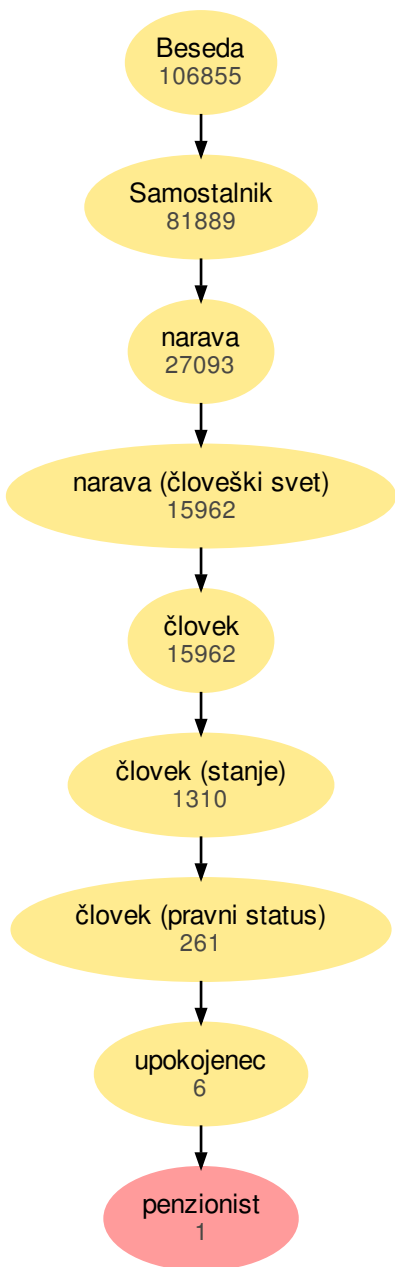 Beseda
106855
Samostalnik
81889
narava
27093
narava (človeški svet)
15962
človek
15962
človek (stanje)
1310
človek (pravni status)
261
upokojenec
6
penzionist
1